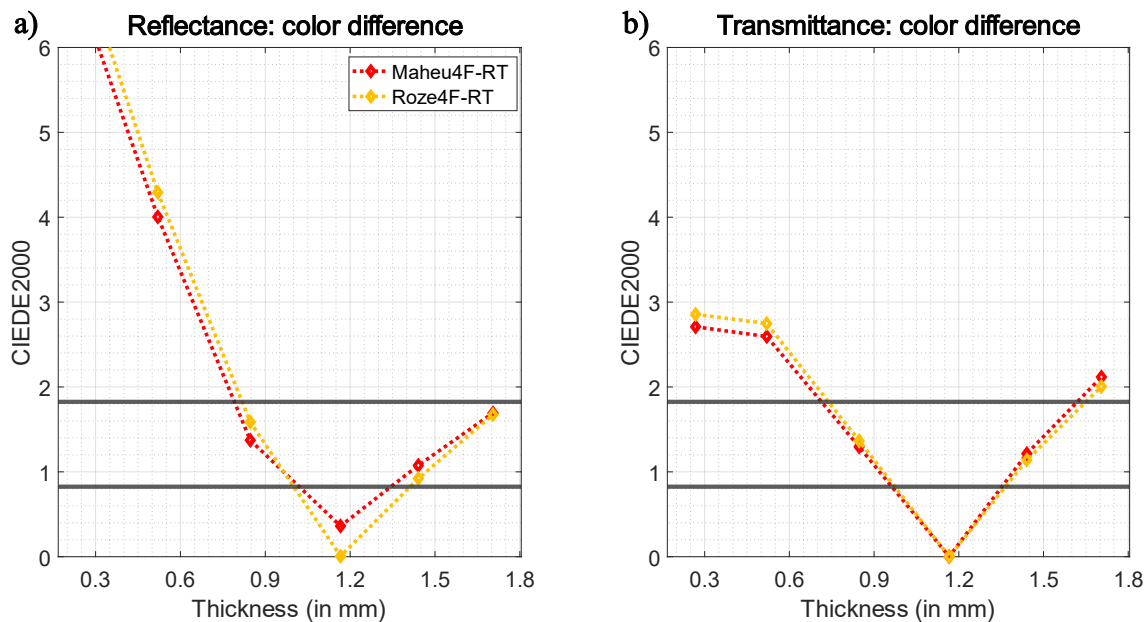 a) Reflectance: color difference
6
5
4
3
2
1
0
CIEDE2000
0.3 0.6 0.9 1.2 1.5 1.8
Thickness (in mm)
Maheu4F-RT
Roze4F-RT
b) Transmittance: color difference
6
5
4
3
2
1
0
CIEDE2000
0.3 0.6 0.9 1.2 1.5 1.8
Thickness (in mm)